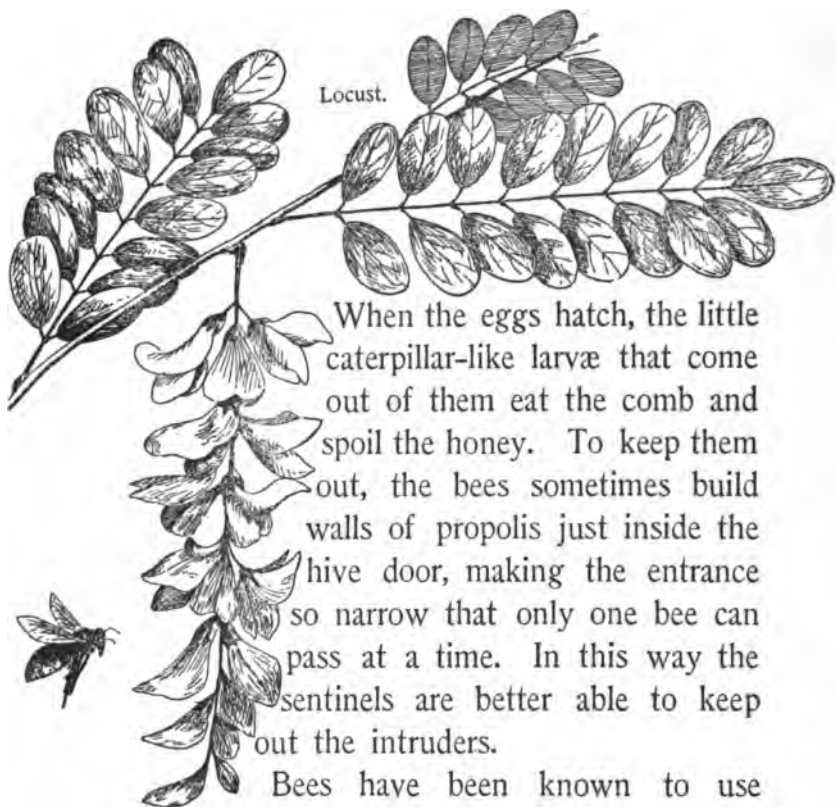 Locust.
When the eggs hatch, the little
caterpillar-like larvæ that come
out of them eat the comb and
spoil the honey. To keep them
out, the bees sometimes build
walls of propolis just inside the
hive door, making the entrance
so narrow that only one bee can
pass at a time. In this way the
sentinels are better able to keep
out the intruders.
Bees have been known to use